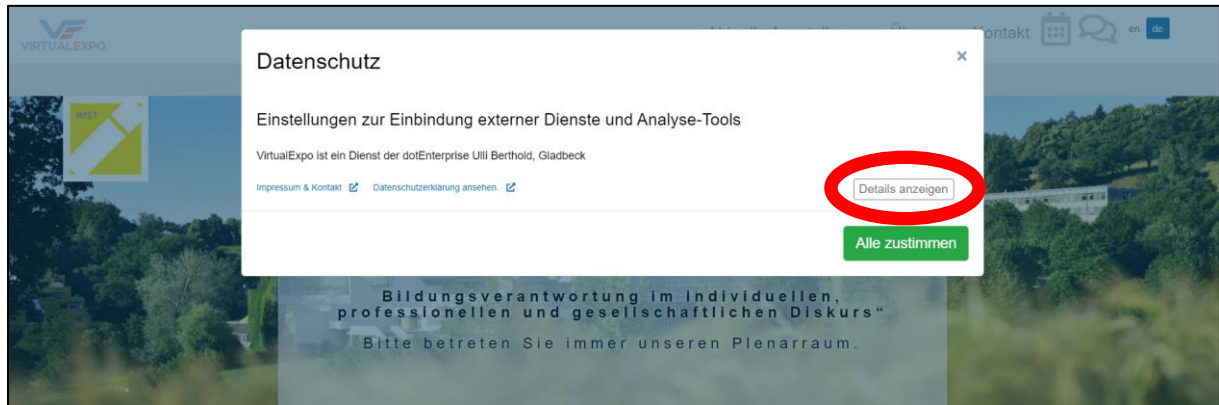 VIRTUALEXPO
Kontakt
en de
IMST
Datenschutz
×
Einstellungen zur Einbindung externer Dienste und Analyse-Tools
VirtualExpo ist ein Dienst der dotEnterprise Ulli Berthold, Gladbeck
Impressum & Kontakt Datenschutzerklärung ansehen.
Details anzeigen
Alle zustimmen
Bildungsverantwortung im individuellen,
professionellen und gesellschaftlichen Diskurs“
Bitte betreten Sie immer unseren Plenarraum.